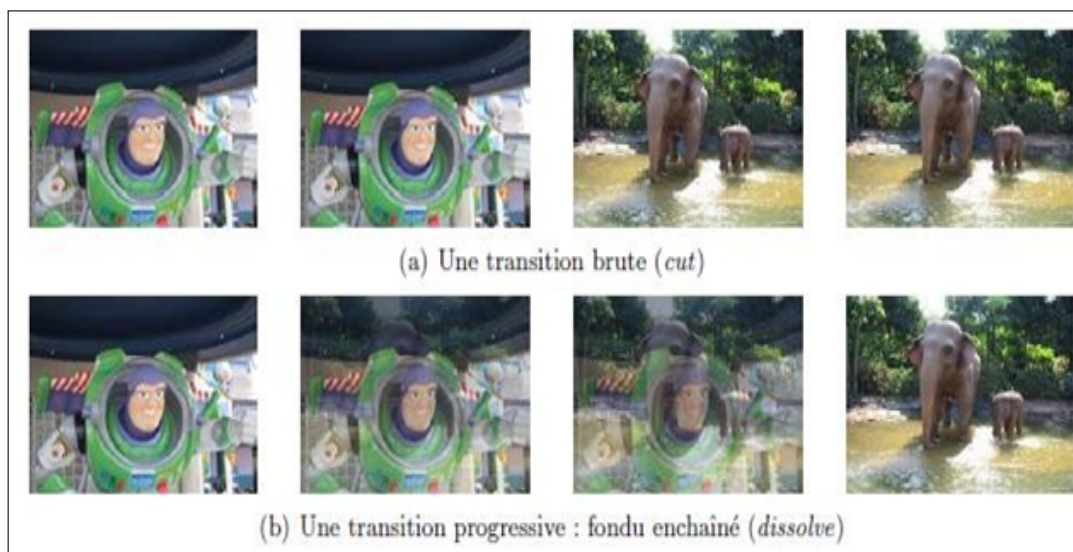 (a) Une transition brute (cut)
(b) Une transition progressive : fondu enchaîné (dissolve)